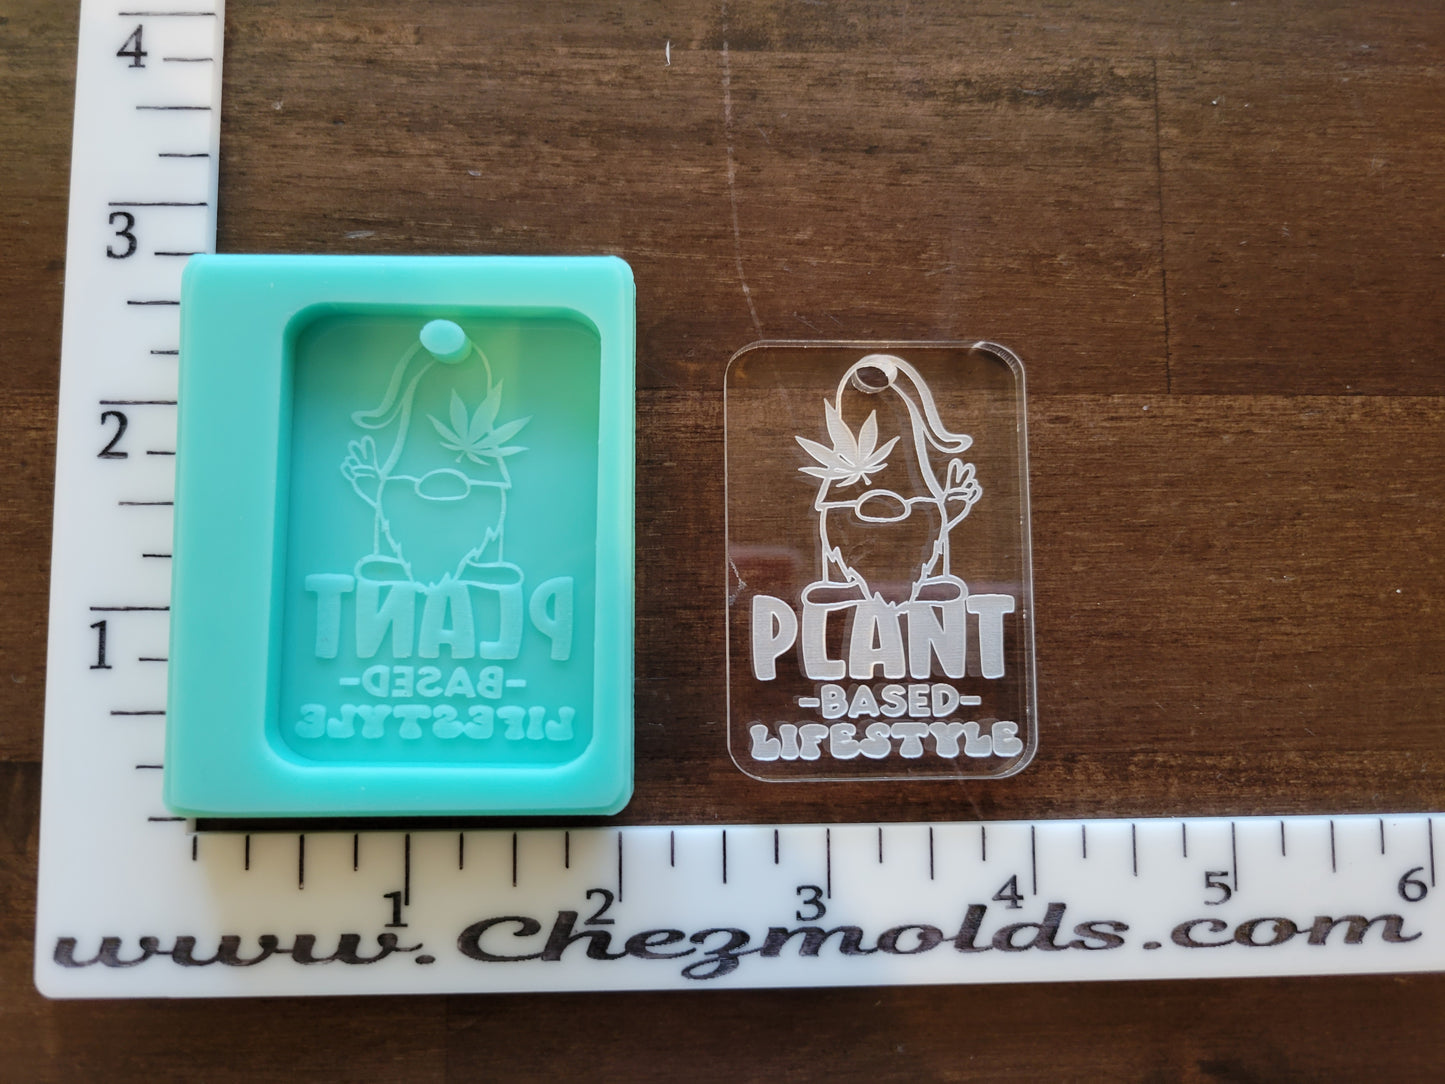 4
3
2
1
PLANT
-BASED-
LIFESTYLE
PLANT
-BASED-
LIFESTYLE
1 2 3 4 5 6
www.Chezmolds.com